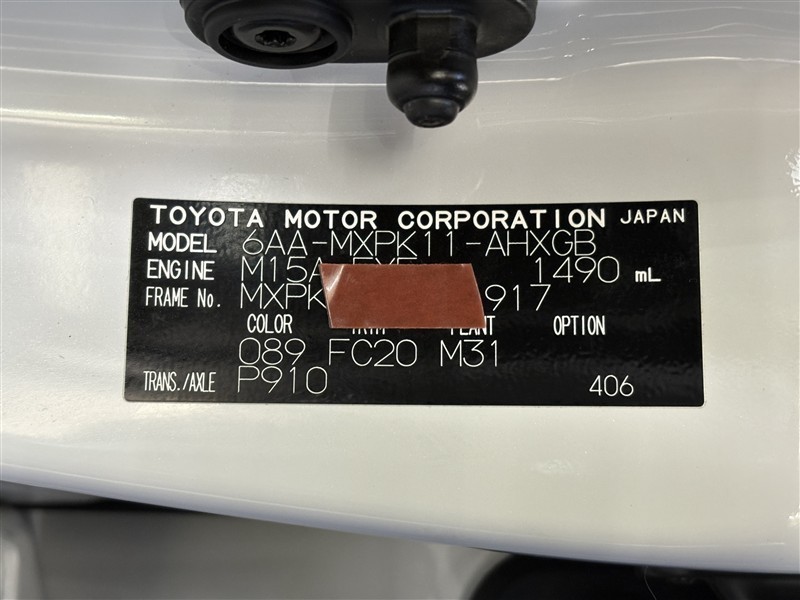 TOYOTA MOTOR CORPORATION JAPAN
MODEL 6AA-MXPK11-AHXGB
ENGINE M15A 1490 mL
FRAME No. MXPK 917
COLOR OPTION
089 FC20 M31
TRANS./AXLE P910 406